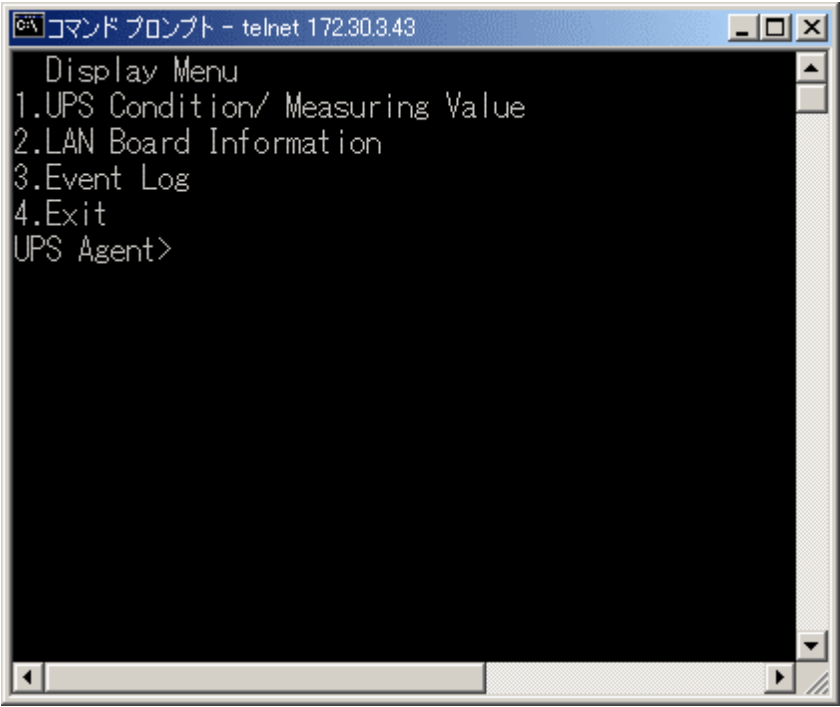 コマンド プロンプト - telnet 172.30.3.43
Display Menu
1.UPS Condition/ Measuring Value
2.LAN Board Information
3.Event Log
4.Exit
UPS Agent>